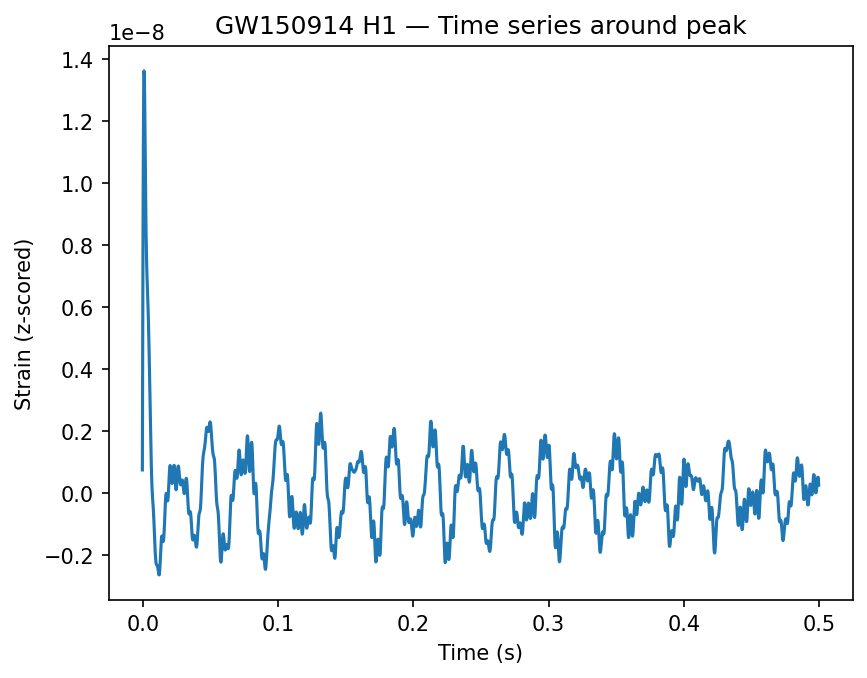 GW150914 H1 — Time series around peak
1e−8
1.4
1.2
1.0
0.8
0.6
0.4
0.2
0.0
−0.2
Strain (z-scored)
0.0 0.1 0.2 0.3 0.4 0.5
Time (s)